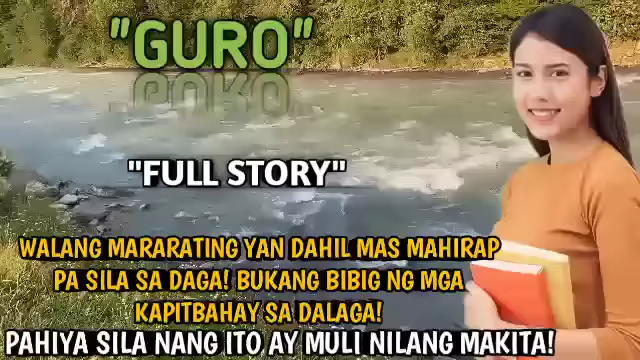 "GURO"
"FULL STORY"
WALANG MARARATING YAN DAHIL MAS MAHIRAP
PA SILA SA DAGA! BUKANG BIBIG NG MGA
KAPITBAHAY SA DALAGA!
PAHIYA SILA NANG ITO AY MULI NILANG MAKITA!